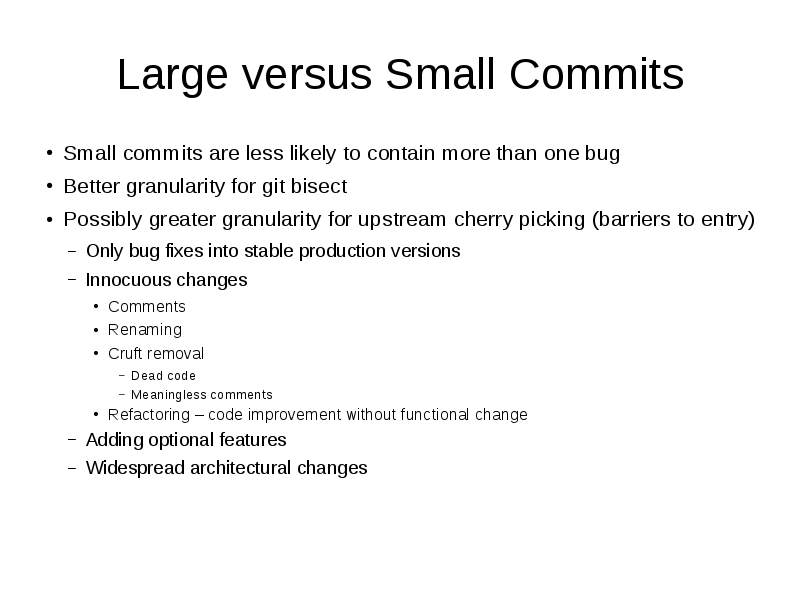 Large versus Small Commits
• Small commits are less likely to contain more than one bug
• Better granularity for git bisect
• Possibly greater granularity for upstream cherry picking (barriers to entry)
– Only bug fixes into stable production versions
– Innocuous changes
• Comments
• Renaming
• Cruft removal
– Dead code
– Meaningless comments
• Refactoring – code improvement without functional change
– Adding optional features
– Widespread architectural changes